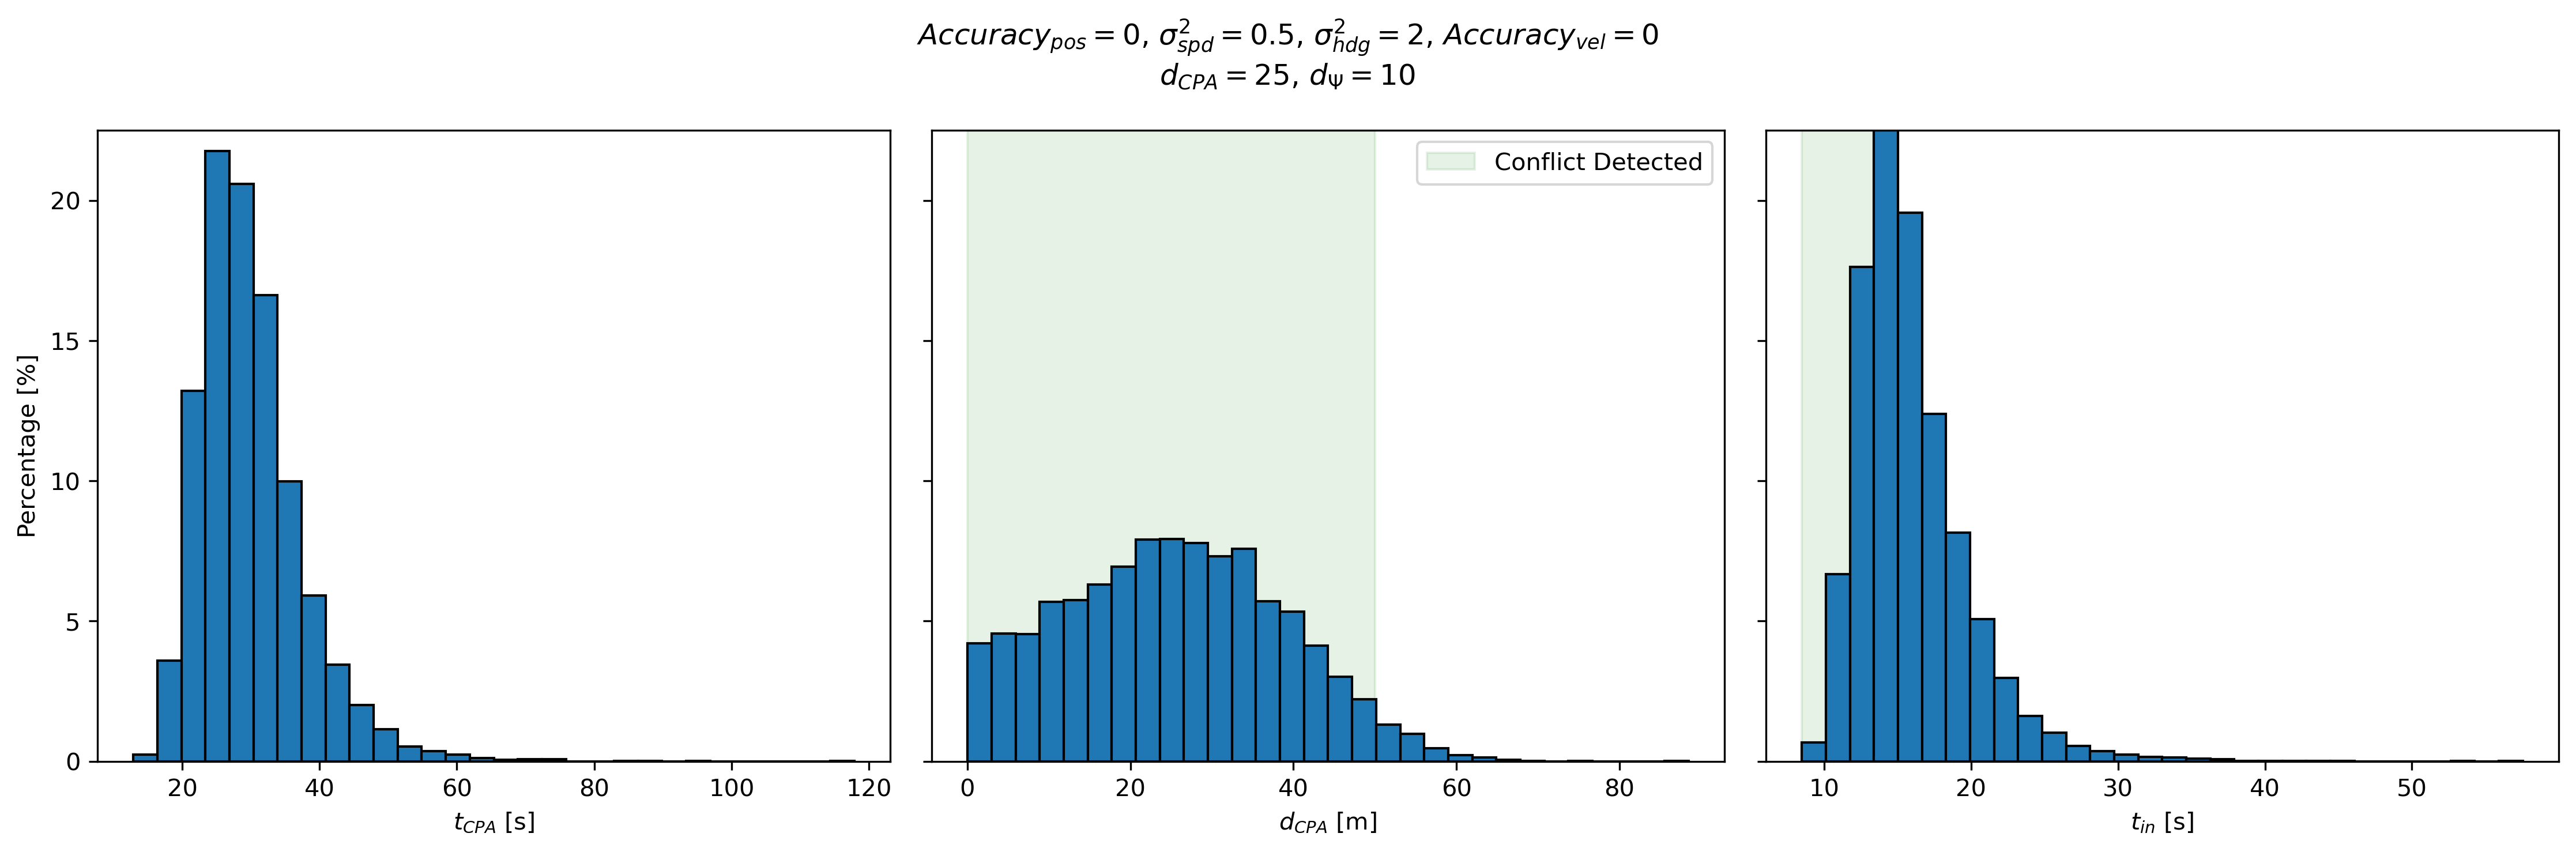 Accuracy_pos = 0, σ²_spd = 0.5, σ²_hdg = 2, Accuracy_vel = 0
d_CPA = 25, d_Ψ = 10
Percentage [%]
20
15
10
5
0
20 40 60 80 100 120
t_CPA [s]
Conflict Detected
0 20 40 60 80
d_CPA [m]
10 20 30 40 50
t_in [s]